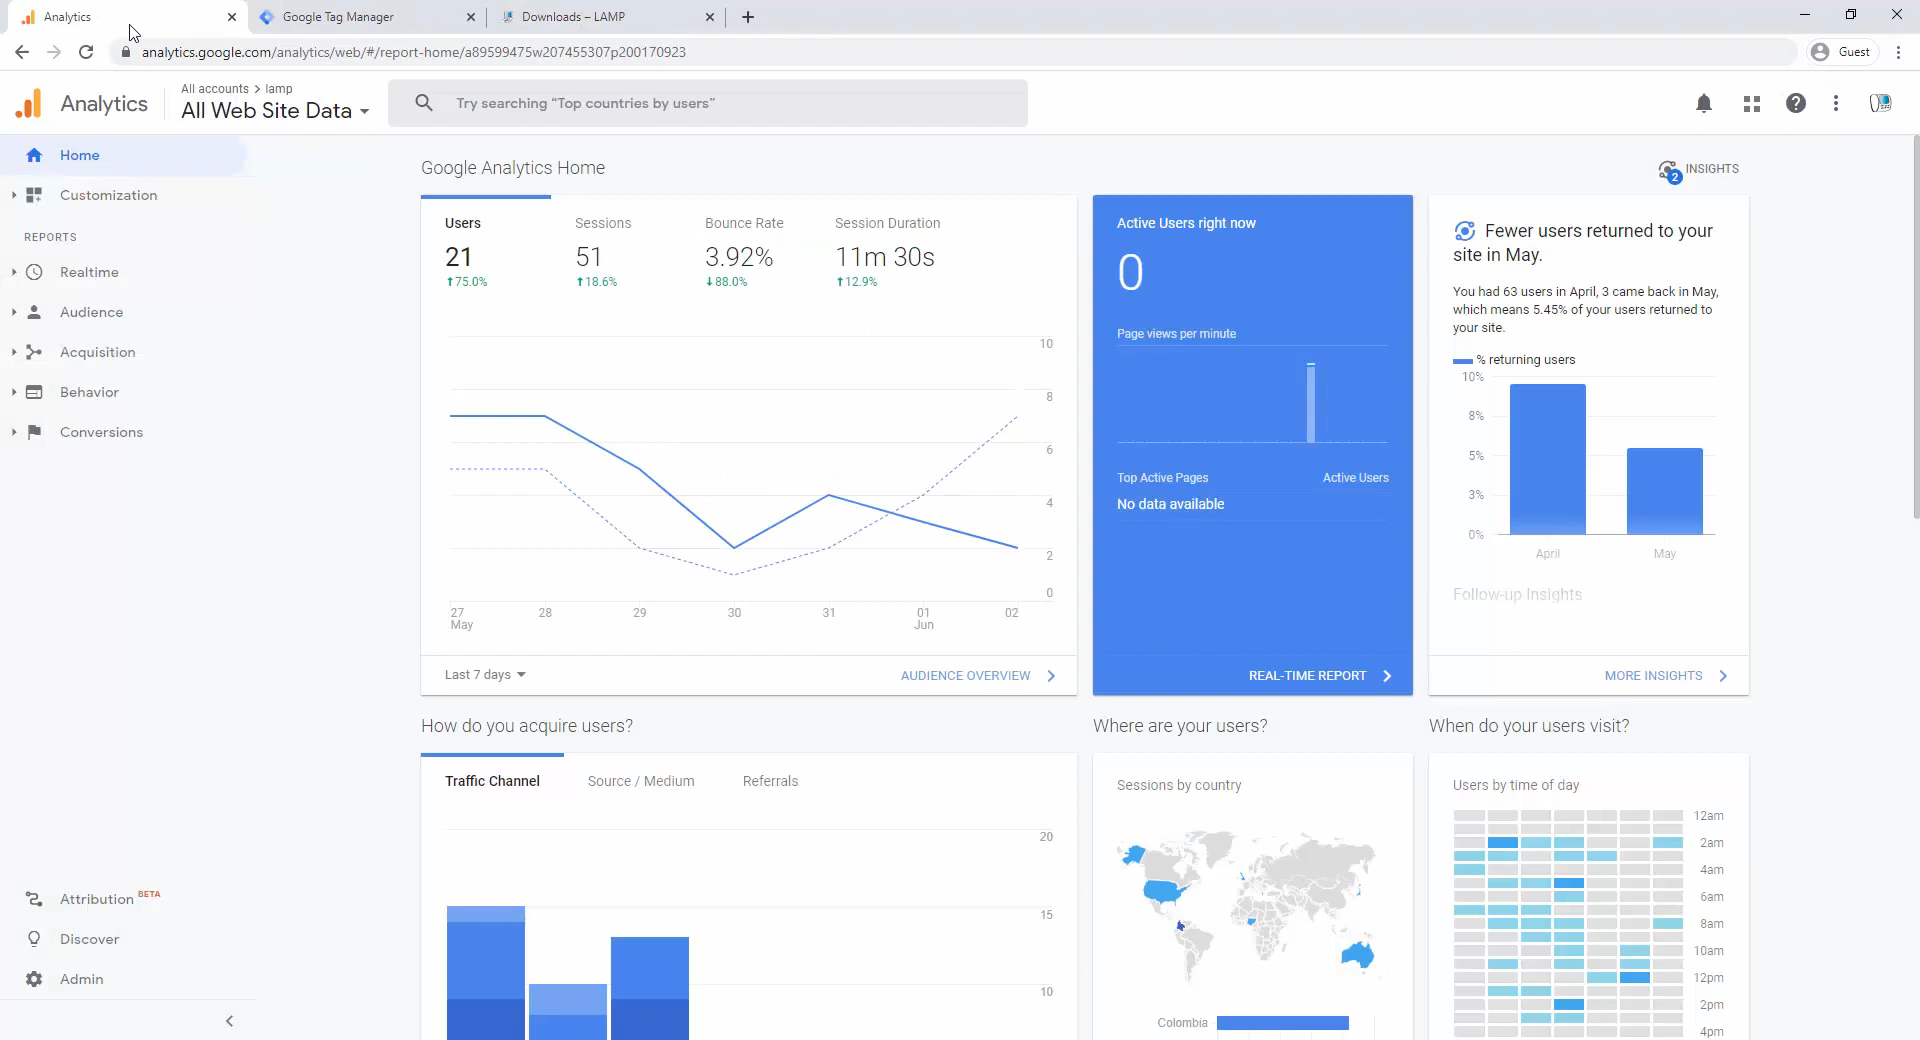 Analytics
Google Tag Manager
Downloads – LAMP
analytics.google.com/analytics/web/#/report-home/a89599475w207455307p200170923
Guest
Analytics
All accounts > lamp
All Web Site Data
Try searching “Top countries by users”
Home
Customization
REPORTS
Realtime
Audience
Acquisition
Behavior
Conversions
Attribution BETA
Discover
Admin
Google Analytics Home
2
INSIGHTS
Users
Sessions
Bounce Rate
Session Duration
21
51
3.92%
11m 30s
75.0%
18.6%
88.0%
12.9%
10
8
6
4
2
0
27
28
29
30
31
01
02
May
Jun
Last 7 days
AUDIENCE OVERVIEW
Active Users right now
0
Page views per minute
Top Active Pages
Active Users
No data available
REAL-TIME REPORT
Fewer users returned to your
site in May.
You had 63 users in April, 3 came back in May,
which means 5.45% of your users returned to
your site.
% returning users
10%
8%
5%
3%
0%
April
May
Follow-up Insights
MORE INSIGHTS
How do you acquire users?
Traffic Channel
Source / Medium
Referrals
20
15
10
Where are your users?
Sessions by country
Colombia
When do your users visit?
Users by time of day
12am
2am
4am
6am
8am
10am
12pm
2pm
4pm